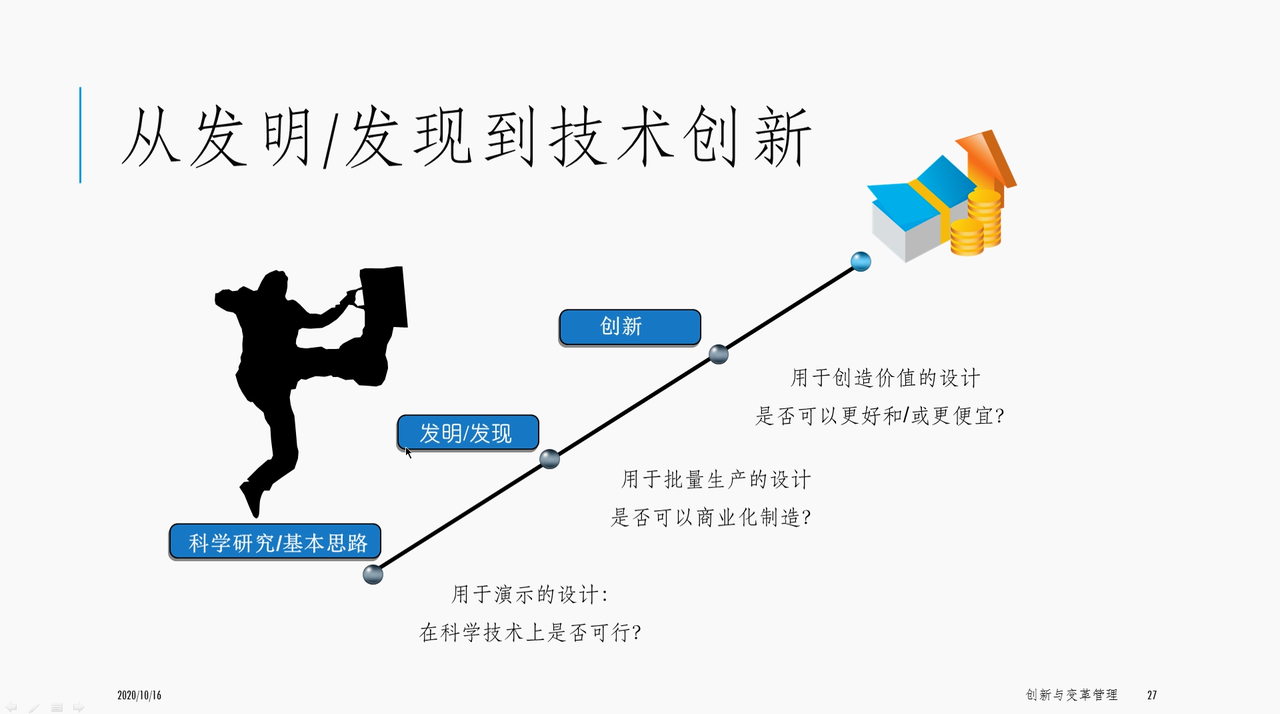 从发明/发现到技术创新
创新
用于创造价值的设计
是否可以更好和/或更便宜?
发明/发现
用于批量生产的设计
是否可以商业化制造?
科学研究/基本思路
用于演示的设计:
在科学技术上是否可行?
2020/10/16
创新与变革管理
27